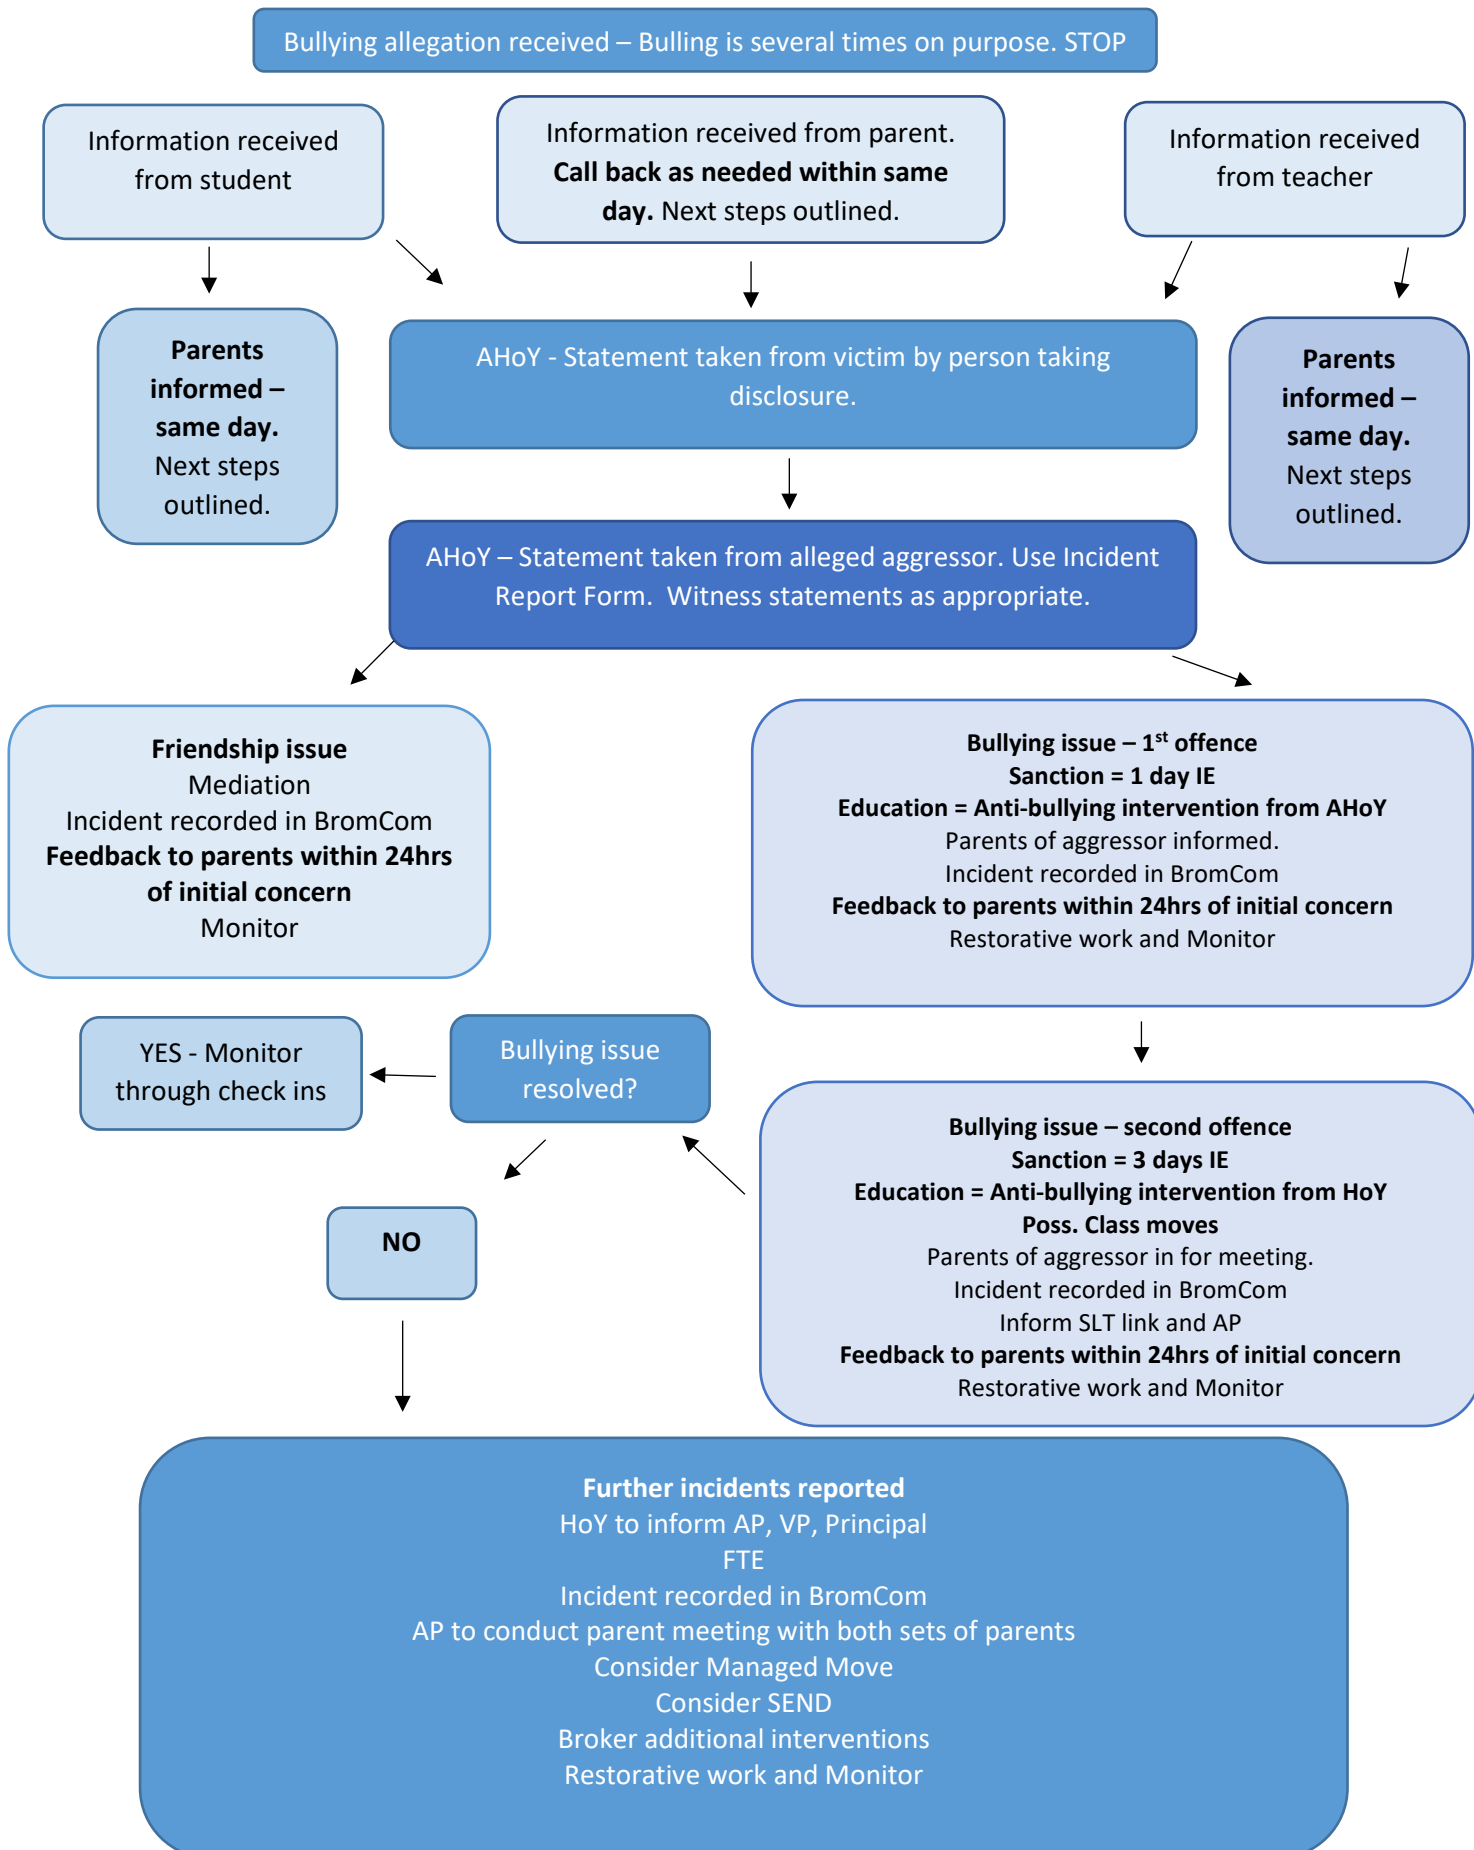 Bullying allegation received – Bulling is several times on purpose. STOP
Information received
from student
Information received from parent.
Call back as needed within same
day. Next steps outlined.
Information received
from teacher
Parents
informed –
same day.
Next steps
outlined.
AHoY - Statement taken from victim by person taking
disclosure.
Parents
informed –
same day.
Next steps
outlined.
AHoY – Statement taken from alleged aggressor. Use Incident
Report Form.  Witness statements as appropriate.
Friendship issue
Mediation
Incident recorded in BromCom
Feedback to parents within 24hrs
of initial concern
Monitor
Bullying issue – 1st offence
Sanction = 1 day IE
Education = Anti-bullying intervention from AHoY
Parents of aggressor informed.
Incident recorded in BromCom
Feedback to parents within 24hrs of initial concern
Restorative work and Monitor
YES - Monitor
through check ins
Bullying issue
resolved?
Bullying issue – second offence
Sanction = 3 days IE
Education = Anti-bullying intervention from HoY
Poss. Class moves
Parents of aggressor in for meeting.
Incident recorded in BromCom
Inform SLT link and AP
Feedback to parents within 24hrs of initial concern
Restorative work and Monitor
NO
Further incidents reported
HoY to inform AP, VP, Principal
FTE
Incident recorded in BromCom
AP to conduct parent meeting with both sets of parents
Consider Managed Move
Consider SEND
Broker additional interventions
Restorative work and Monitor